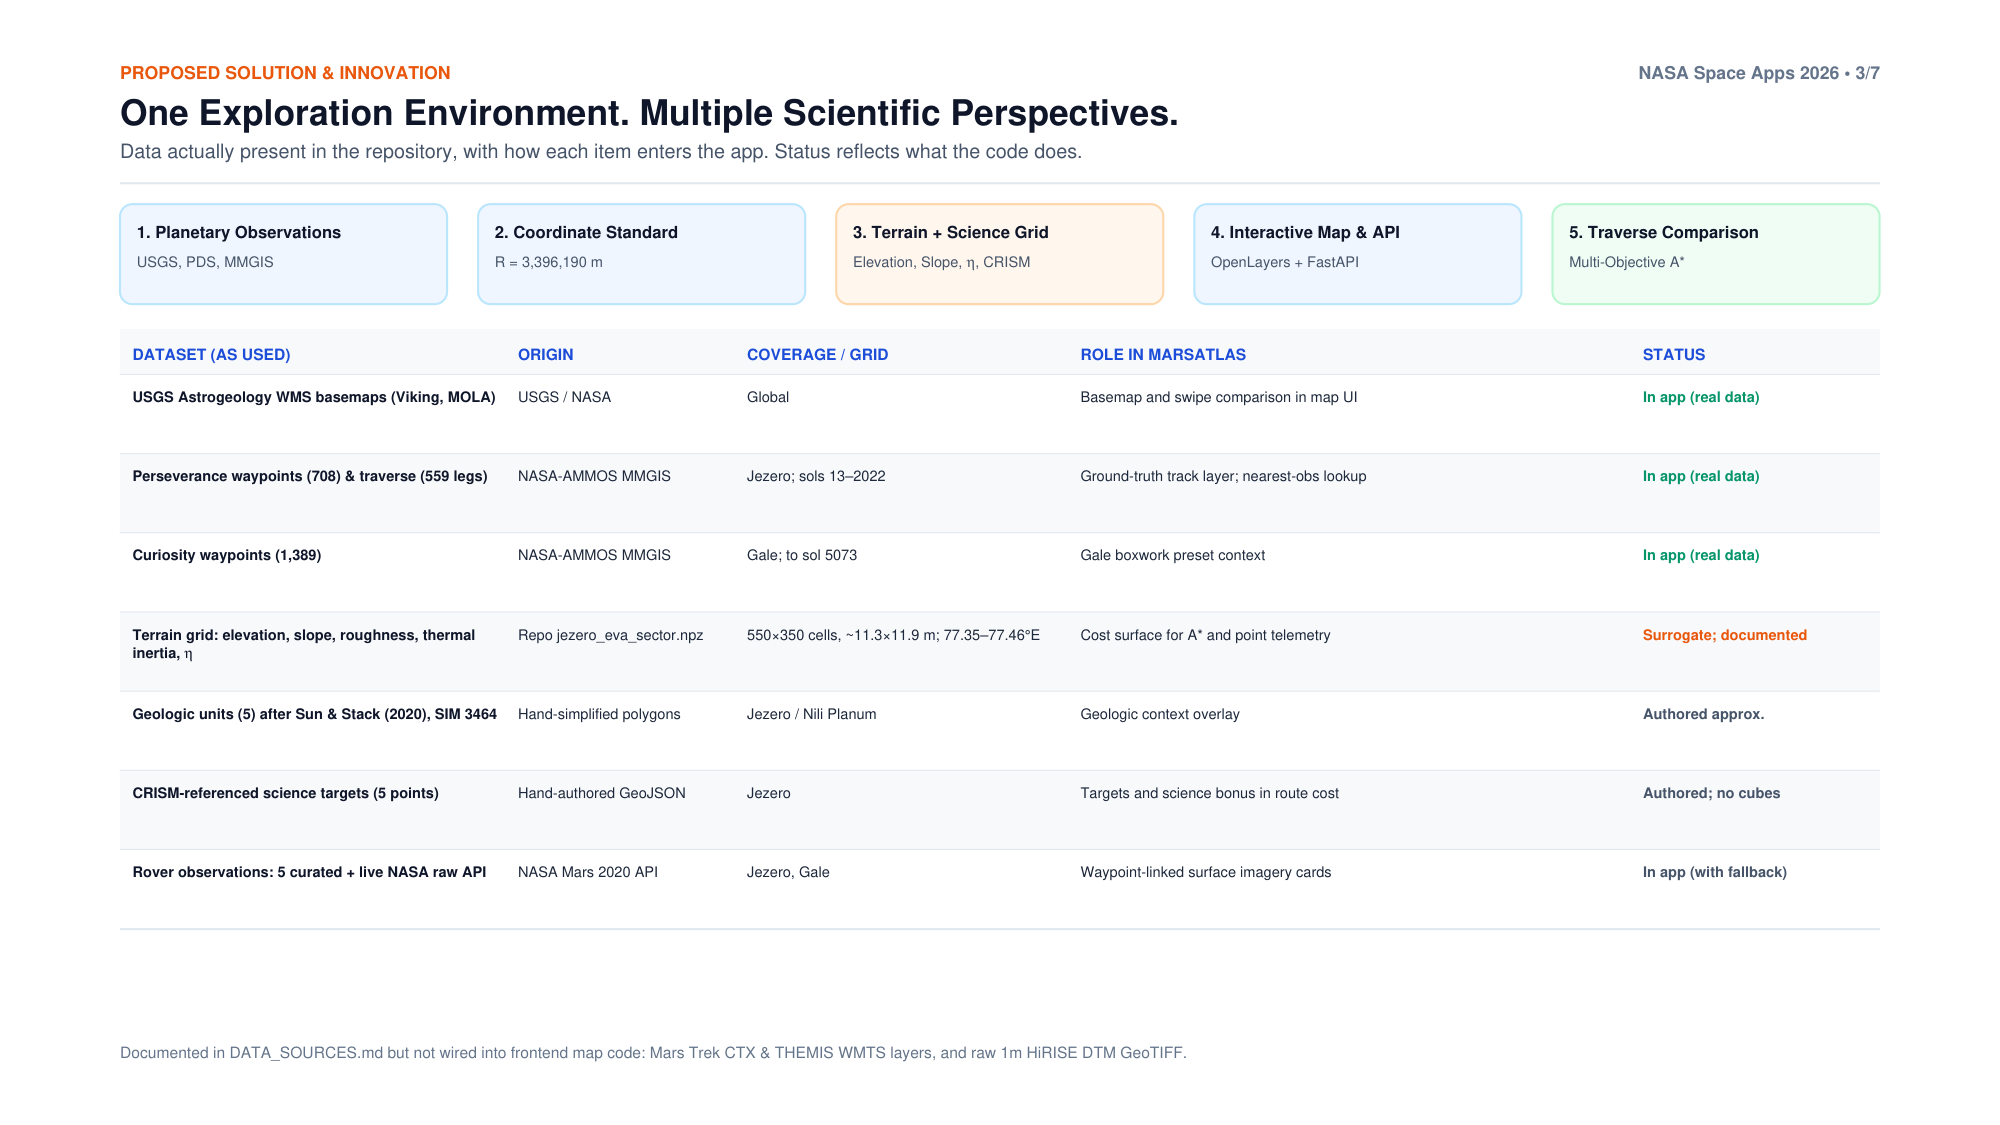 PROPOSED SOLUTION & INNOVATION
NASA Space Apps 2026 • 3/7
One Exploration Environment. Multiple Scientific Perspectives.
Data actually present in the repository, with how each item enters the app. Status reflects what the code does.
1. Planetary Observations
USGS, PDS, MMGIS
2. Coordinate Standard
R = 3,396,190 m
3. Terrain + Science Grid
Elevation, Slope, η, CRISM
4. Interactive Map & API
OpenLayers + FastAPI
5. Traverse Comparison
Multi-Objective A*
DATASET (AS USED) ORIGIN COVERAGE / GRID ROLE IN MARSATLAS STATUS
USGS Astrogeology WMS basemaps (Viking, MOLA) USGS / NASA Global Basemap and swipe comparison in map UI In app (real data)
Perseverance waypoints (708) & traverse (559 legs) NASA-AMMOS MMGIS Jezero; sols 13–2022 Ground-truth track layer; nearest-obs lookup In app (real data)
Curiosity waypoints (1,389) NASA-AMMOS MMGIS Gale; to sol 5073 Gale boxwork preset context In app (real data)
Terrain grid: elevation, slope, roughness, thermal Repo jezero_eva_sector.npz 550×350 cells, ~11.3×11.9 m; 77.35–77.46°E Cost surface for A* and point telemetry Surrogate; documented
inertia, η
Geologic units (5) after Sun & Stack (2020), SIM 3464 Hand-simplified polygons Jezero / Nili Planum Geologic context overlay Authored approx.
CRISM-referenced science targets (5 points) Hand-authored GeoJSON Jezero Targets and science bonus in route cost Authored; no cubes
Rover observations: 5 curated + live NASA raw API NASA Mars 2020 API Jezero, Gale Waypoint-linked surface imagery cards In app (with fallback)
Documented in DATA_SOURCES.md but not wired into frontend map code: Mars Trek CTX & THEMIS WMTS layers, and raw 1m HiRISE DTM GeoTIFF.